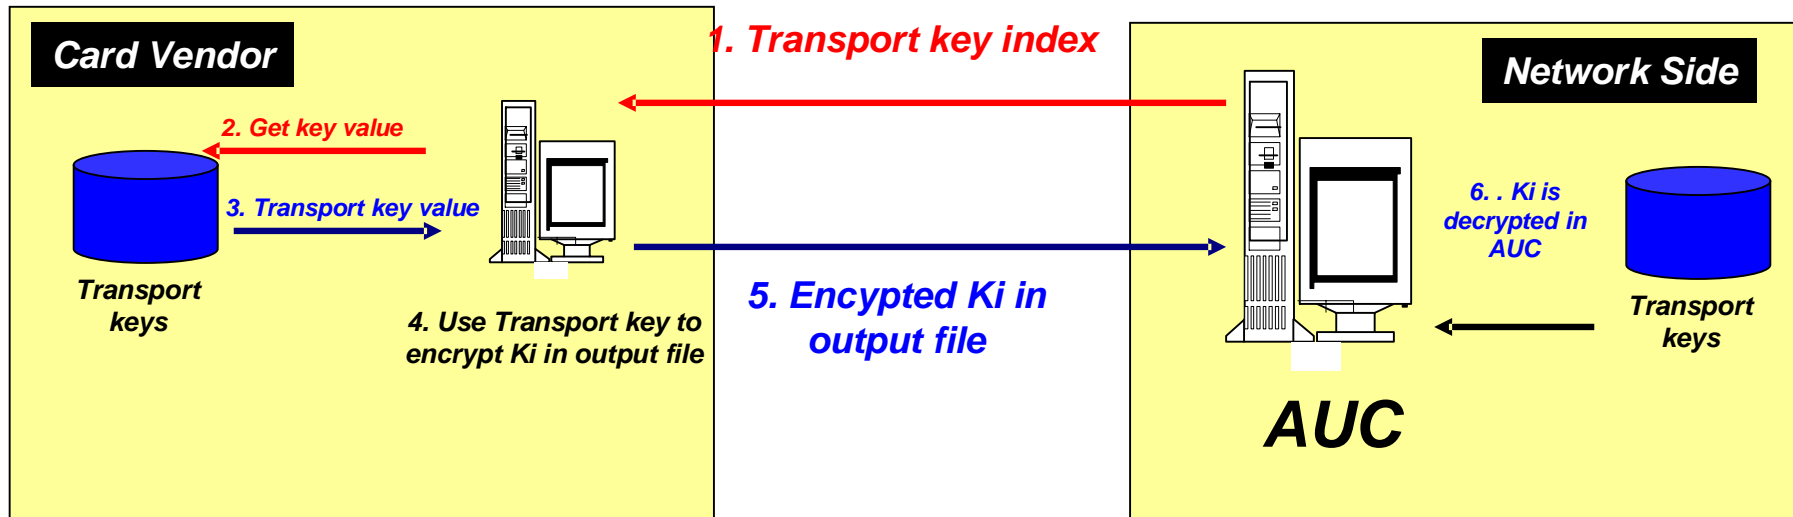 Card Vendor
1. Transport key index
Network Side
2. Get key value
3. Transport key value
Transport
keys
4. Use Transport key to
encrypt Ki in output file
5. Encypted Ki in
output file
6. . Ki is
decrypted in
AUC
Transport
keys
AUC